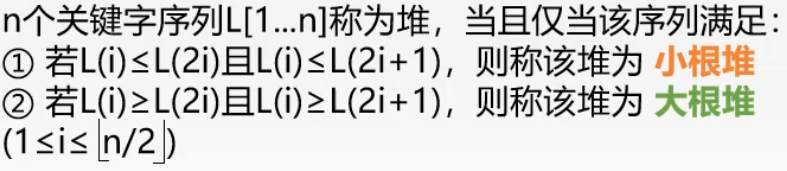 n个关键字序列L[1...n]称为堆，当且仅当该序列满足：
① 若L(i)≤L(2i)且L(i)≤L(2i+1)，则称该堆为 小根堆
② 若L(i)≥L(2i)且L(i)≥L(2i+1)，则称该堆为 大根堆
(1≤i≤⌊n/2⌋)